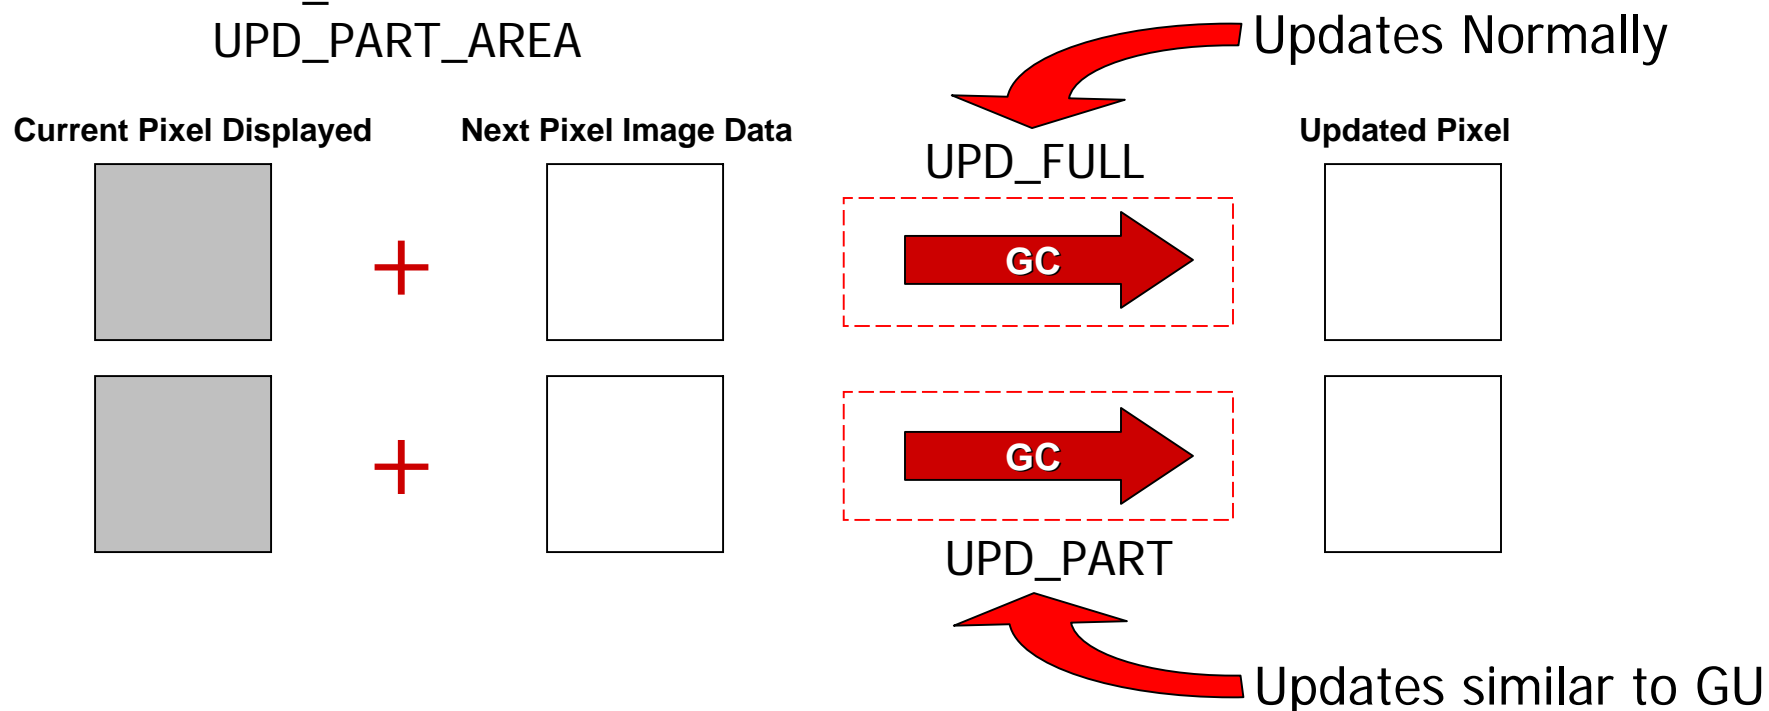 UPD_PART_AREA
Updates Normally
Current Pixel Displayed
Next Pixel Image Data
UPD_FULL
Updated Pixel
GC
GC
UPD_PART
Updates similar to GU